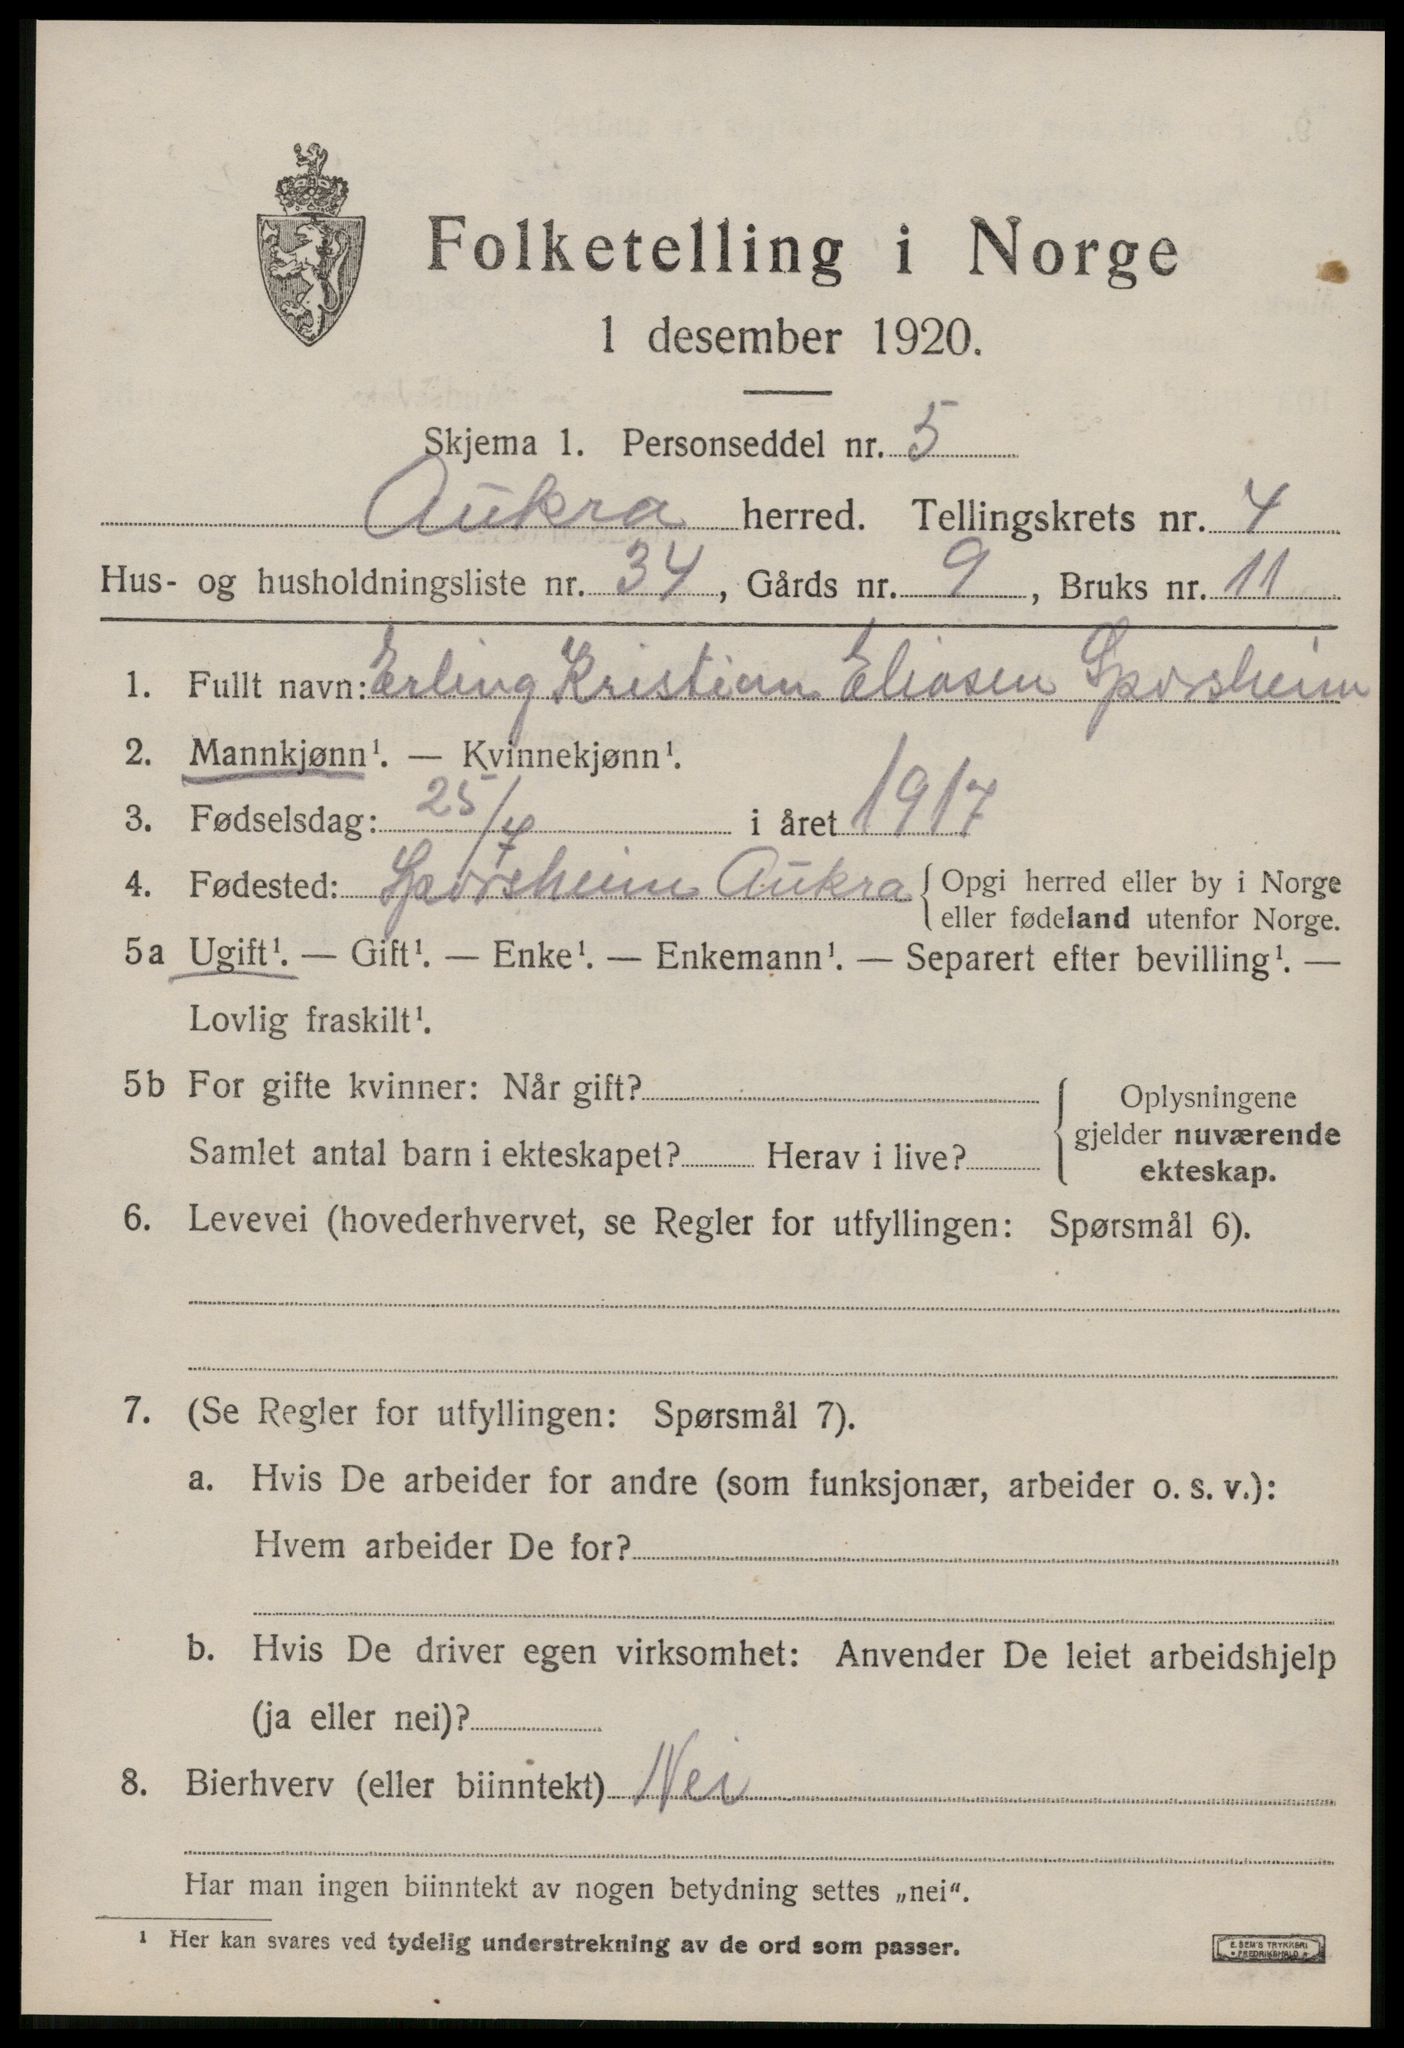 Folketelling i Norge
1 desember 1920.
Skjema 1. Personseddel nr. 5
Aukra herred. Tellingskrets nr. 4
Hus- og husholdningsliste nr. 34, Gårds nr. 9, Bruks nr. 11
1. Fullt navn: Erling Kristian Eliasen Sporsheim
2. Mannkjønn¹. — Kvinnekjønn¹.
3. Fødselsdag: 25/7 i året 1917
4. Fødested: Sporsheim Aukra { Opgi herred eller by i Norge
eller fødeland utenfor Norge.
5a Ugift¹. — Gift¹. — Enke¹. — Enkemann¹. — Separert efter bevilling¹. —
Lovlig fraskilt¹.
5b For gifte kvinner: Når gift?
Samlet antal barn i ekteskapet? Herav i live?
Oplysningene
gjelder nuværende
ekteskap.
6. Levevei (hovederhvervet, se Regler for utfyllingen: Spørsmål 6).
7. (Se Regler for utfyllingen: Spørsmål 7).
a. Hvis De arbeider for andre (som funksjonær, arbeider o. s. v.):
Hvem arbeider De for?
b. Hvis De driver egen virksomhet: Anvender De leiet arbeidshjelp
(ja eller nei)?
8. Bierhverv (eller biinntekt) Nei
Har man ingen biinntekt av nogen betydning settes „nei“.
¹ Her kan svares ved tydelig understrekning av de ord som passer.
E. SEM'S TRYKKERI
FREDRIKSHALD